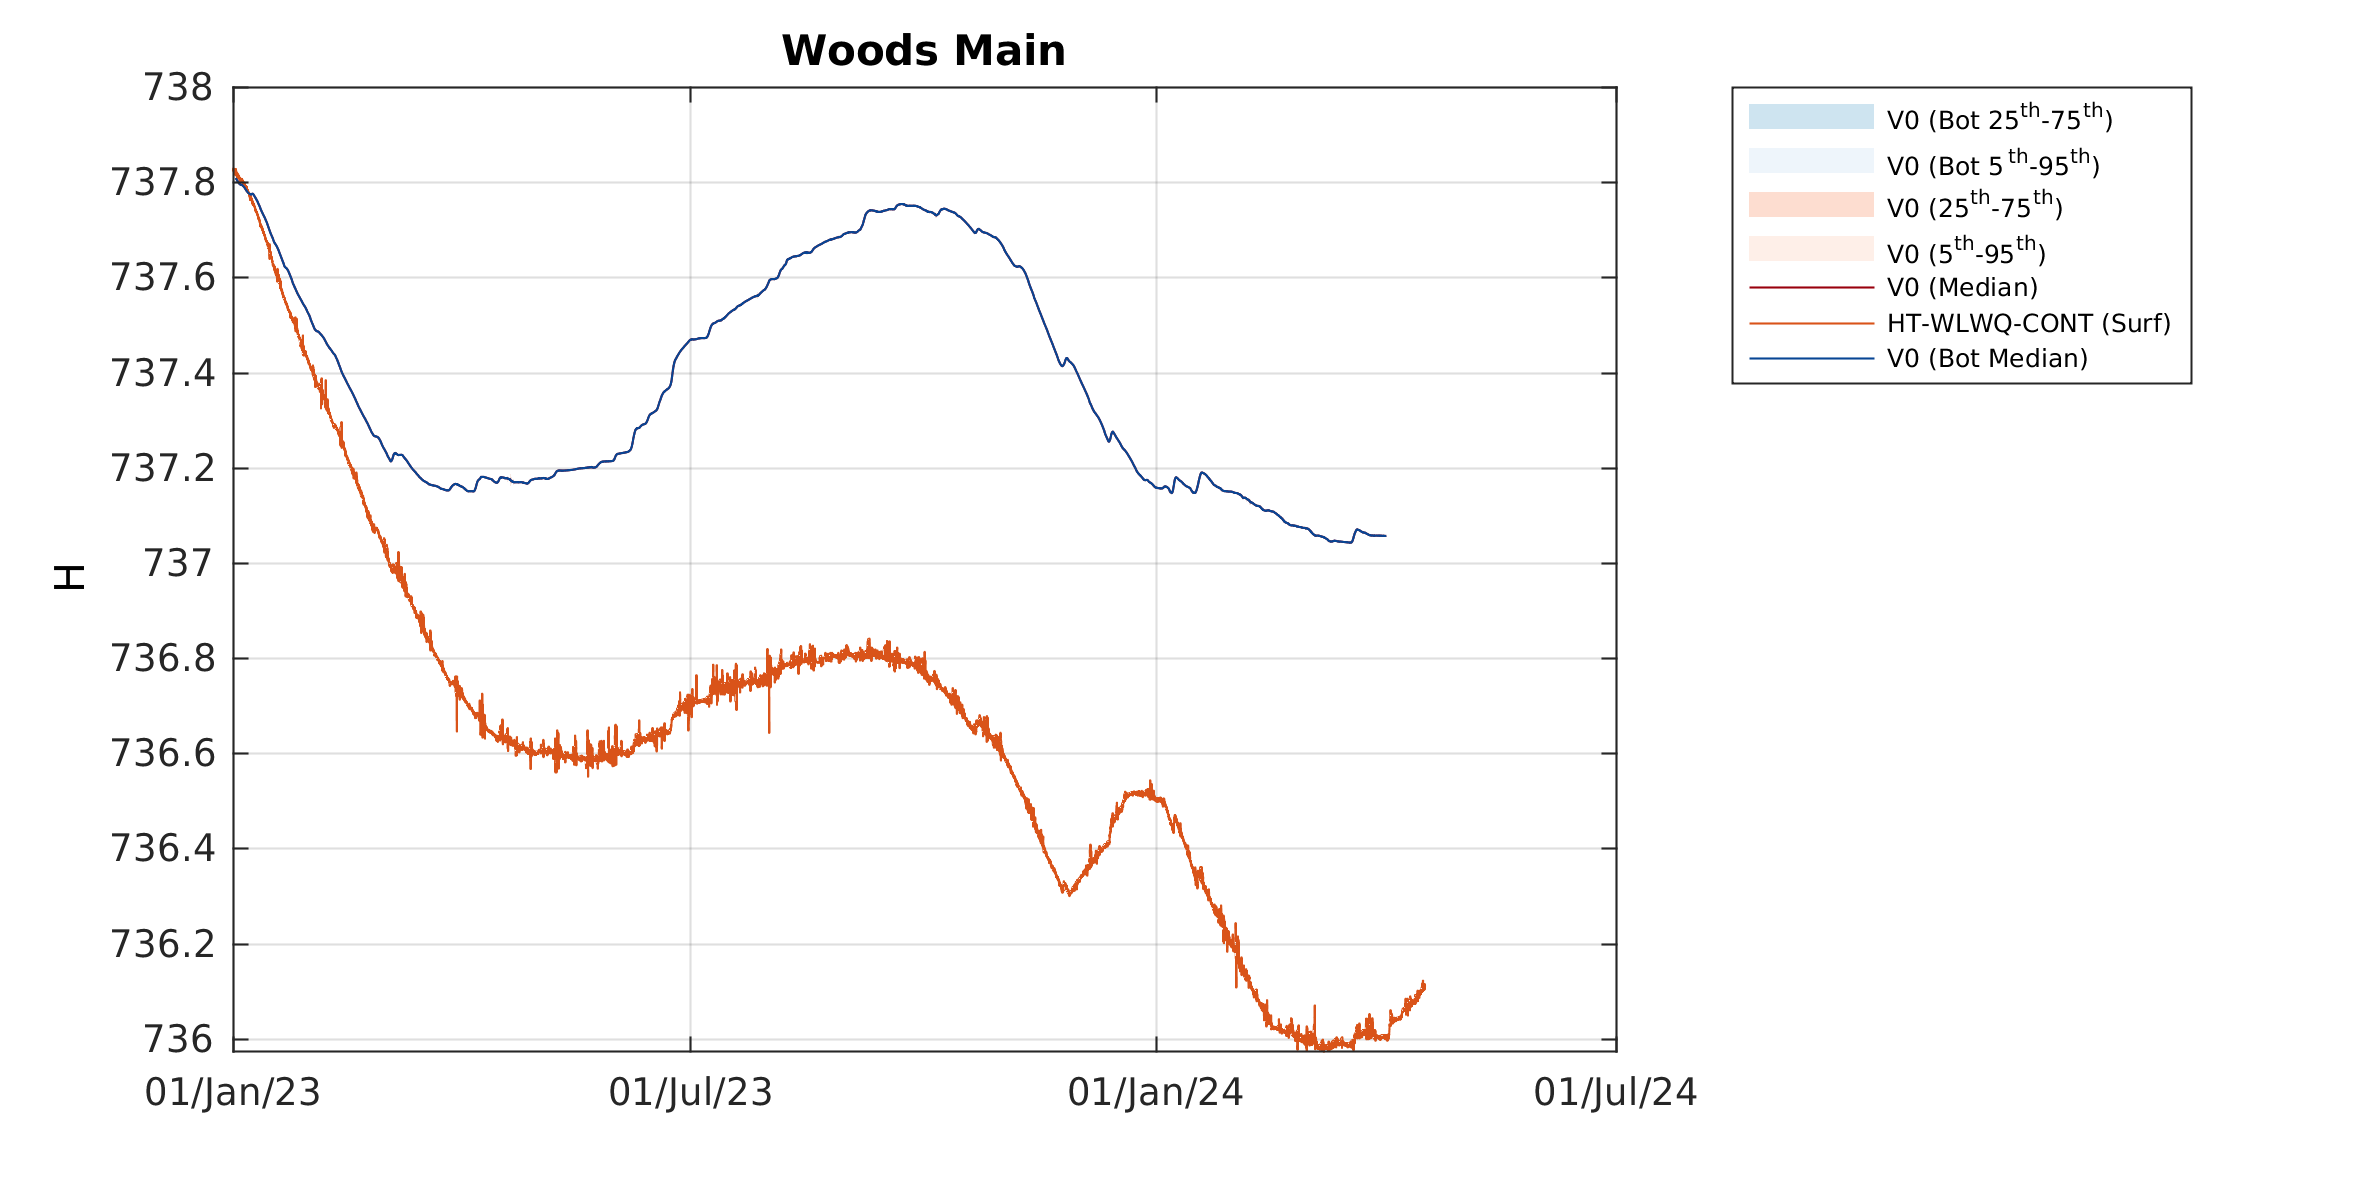 Woods Main
738
737.8
737.6
737.4
737.2
737
736.8
736.6
736.4
736.2
736
H
01/Jan/23
01/Jul/23
01/Jan/24
01/Jul/24
V0 (Bot 25th-75th)
V0 (Bot 5th-95th)
V0 (25th-75th)
V0 (5th-95th)
V0 (Median)
HT-WLWQ-CONT (Surf)
V0 (Bot Median)